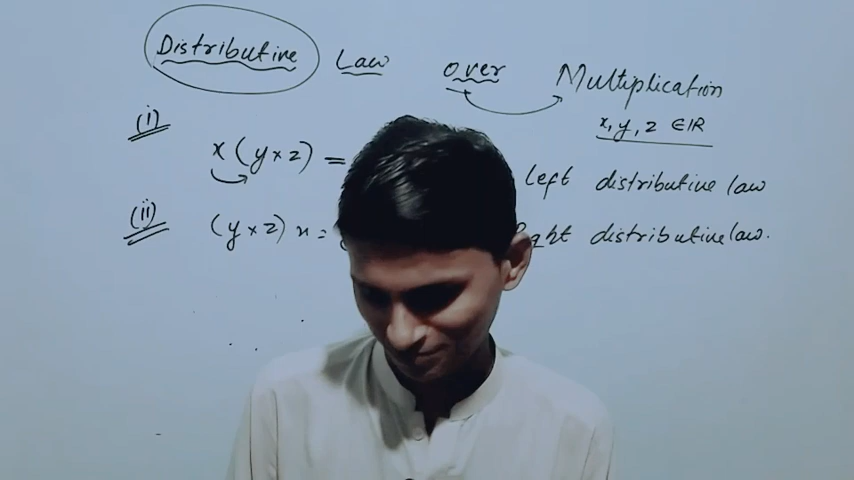 Distributive Law over Multiplication
x, y, z ∈ IR
(i)
x (y × z) =
left distributive law
(ii)
(y × z) x =
distributive law.